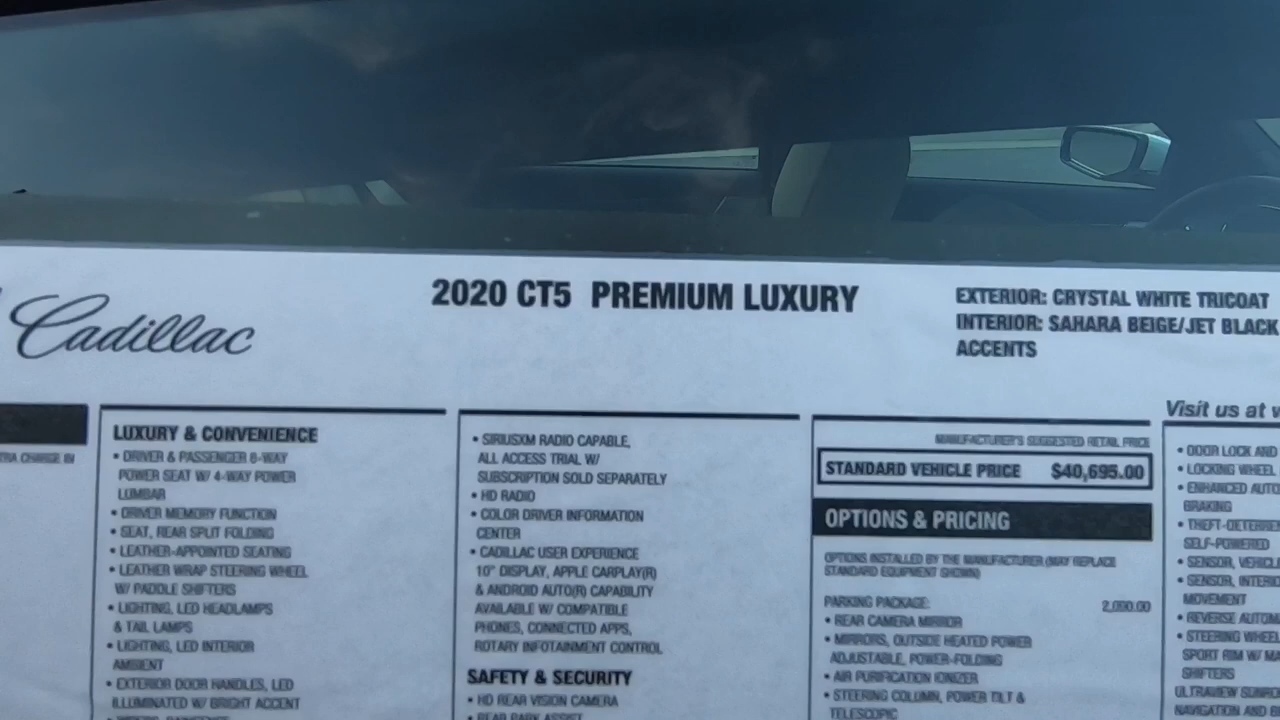 Cadillac
2020 CT5 PREMIUM LUXURY
EXTERIOR: CRYSTAL WHITE TRICOAT
INTERIOR: SAHARA BEIGE/JET BLACK
ACCENTS
CHARGE IN
LUXURY & CONVENIENCE
• DRIVER & PASSENGER 8-WAY
POWER SEAT W/ 4-WAY POWER
LUMBAR
• DRIVER MEMORY FUNCTION
• SEAT, REAR SPLIT FOLDING
• LEATHER-APPOINTED SEATING
• LEATHER WRAP STEERING WHEEL
W/ PADDLE SHIFTERS
• LIGHTING, LED HEADLAMPS
& TAIL LAMPS
• LIGHTING, LED INTERIOR
AMBIENT
• EXTERIOR DOOR HANDLES, LED
ILLUMINATED W/ BRIGHT ACCENT
• SIRIUSXM RADIO CAPABLE,
ALL ACCESS TRIAL W/
SUBSCRIPTION SOLD SEPARATELY
• HD RADIO
• COLOR DRIVER INFORMATION
CENTER
• CADILLAC USER EXPERIENCE
10" DISPLAY, APPLE CARPLAY(R)
& ANDROID AUTO(R) CAPABILITY
AVAILABLE W/ COMPATIBLE
PHONES, CONNECTED APPS,
ROTARY INFOTAINMENT CONTROL
SAFETY & SECURITY
• HD REAR VISION CAMERA
• REAR PARK ASSIST
MANUFACTURER'S SUGGESTED RETAIL PRICE
STANDARD VEHICLE PRICE $40,695.00
OPTIONS & PRICING
OPTIONS INSTALLED BY THE MANUFACTURER (MAY REPLACE
STANDARD EQUIPMENT SHOWN)
PARKING PACKAGE: 2,090.00
• REAR CAMERA MIRROR
• MIRRORS, OUTSIDE HEATED POWER
ADJUSTABLE, POWER-FOLDING
• AIR PURIFICATION IONIZER
• STEERING COLUMN, POWER TILT &
TELESCOPIC
Visit us at
• DOOR LOCK AND
• LOCKING WHEEL
• ENHANCED AUTO
BRAKING
• THEFT-DETERREN
SELF-POWERED
• SENSOR, VEHICL
• SENSOR, INTERIO
MOVEMENT
• REVERSE AUTOMA
• STEERING WHEEL
SPORT RIM W/ MA
SHIFTERS
ULTRAVIEW SUNRO
NAVIGATION AND B